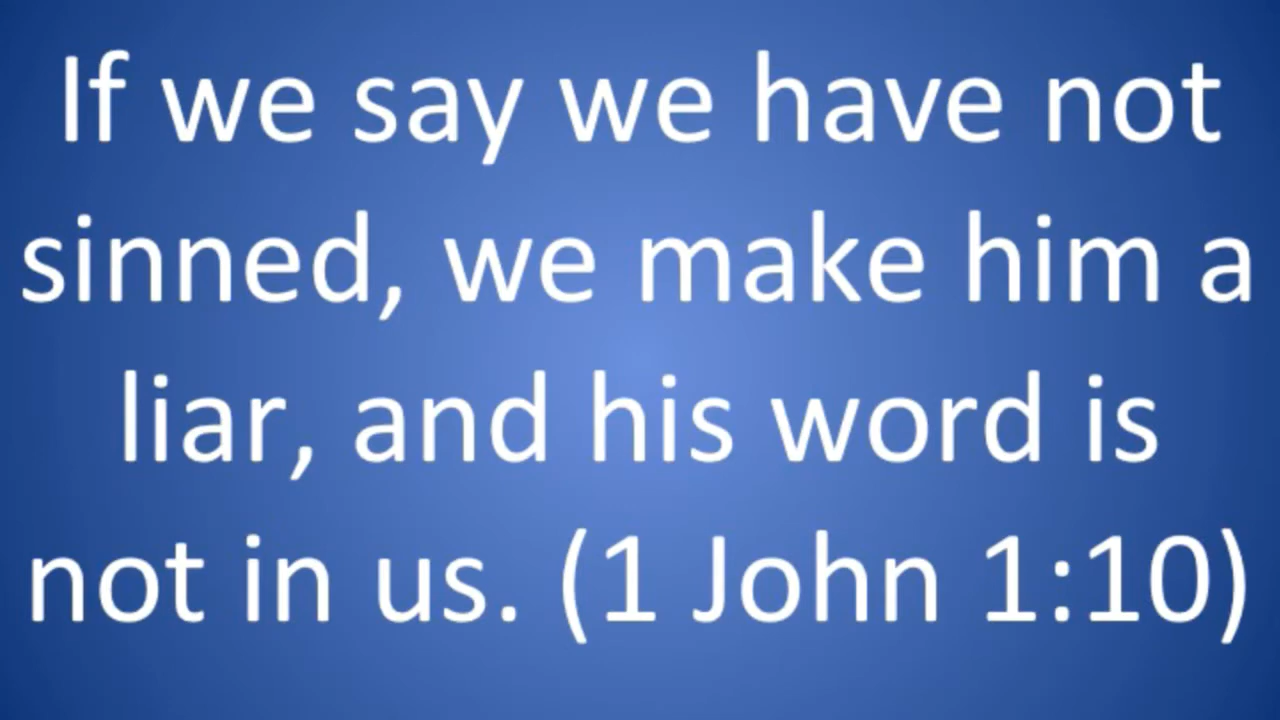 If we say we have not
sinned, we make him a
liar, and his word is
not in us. (1 John 1:10)